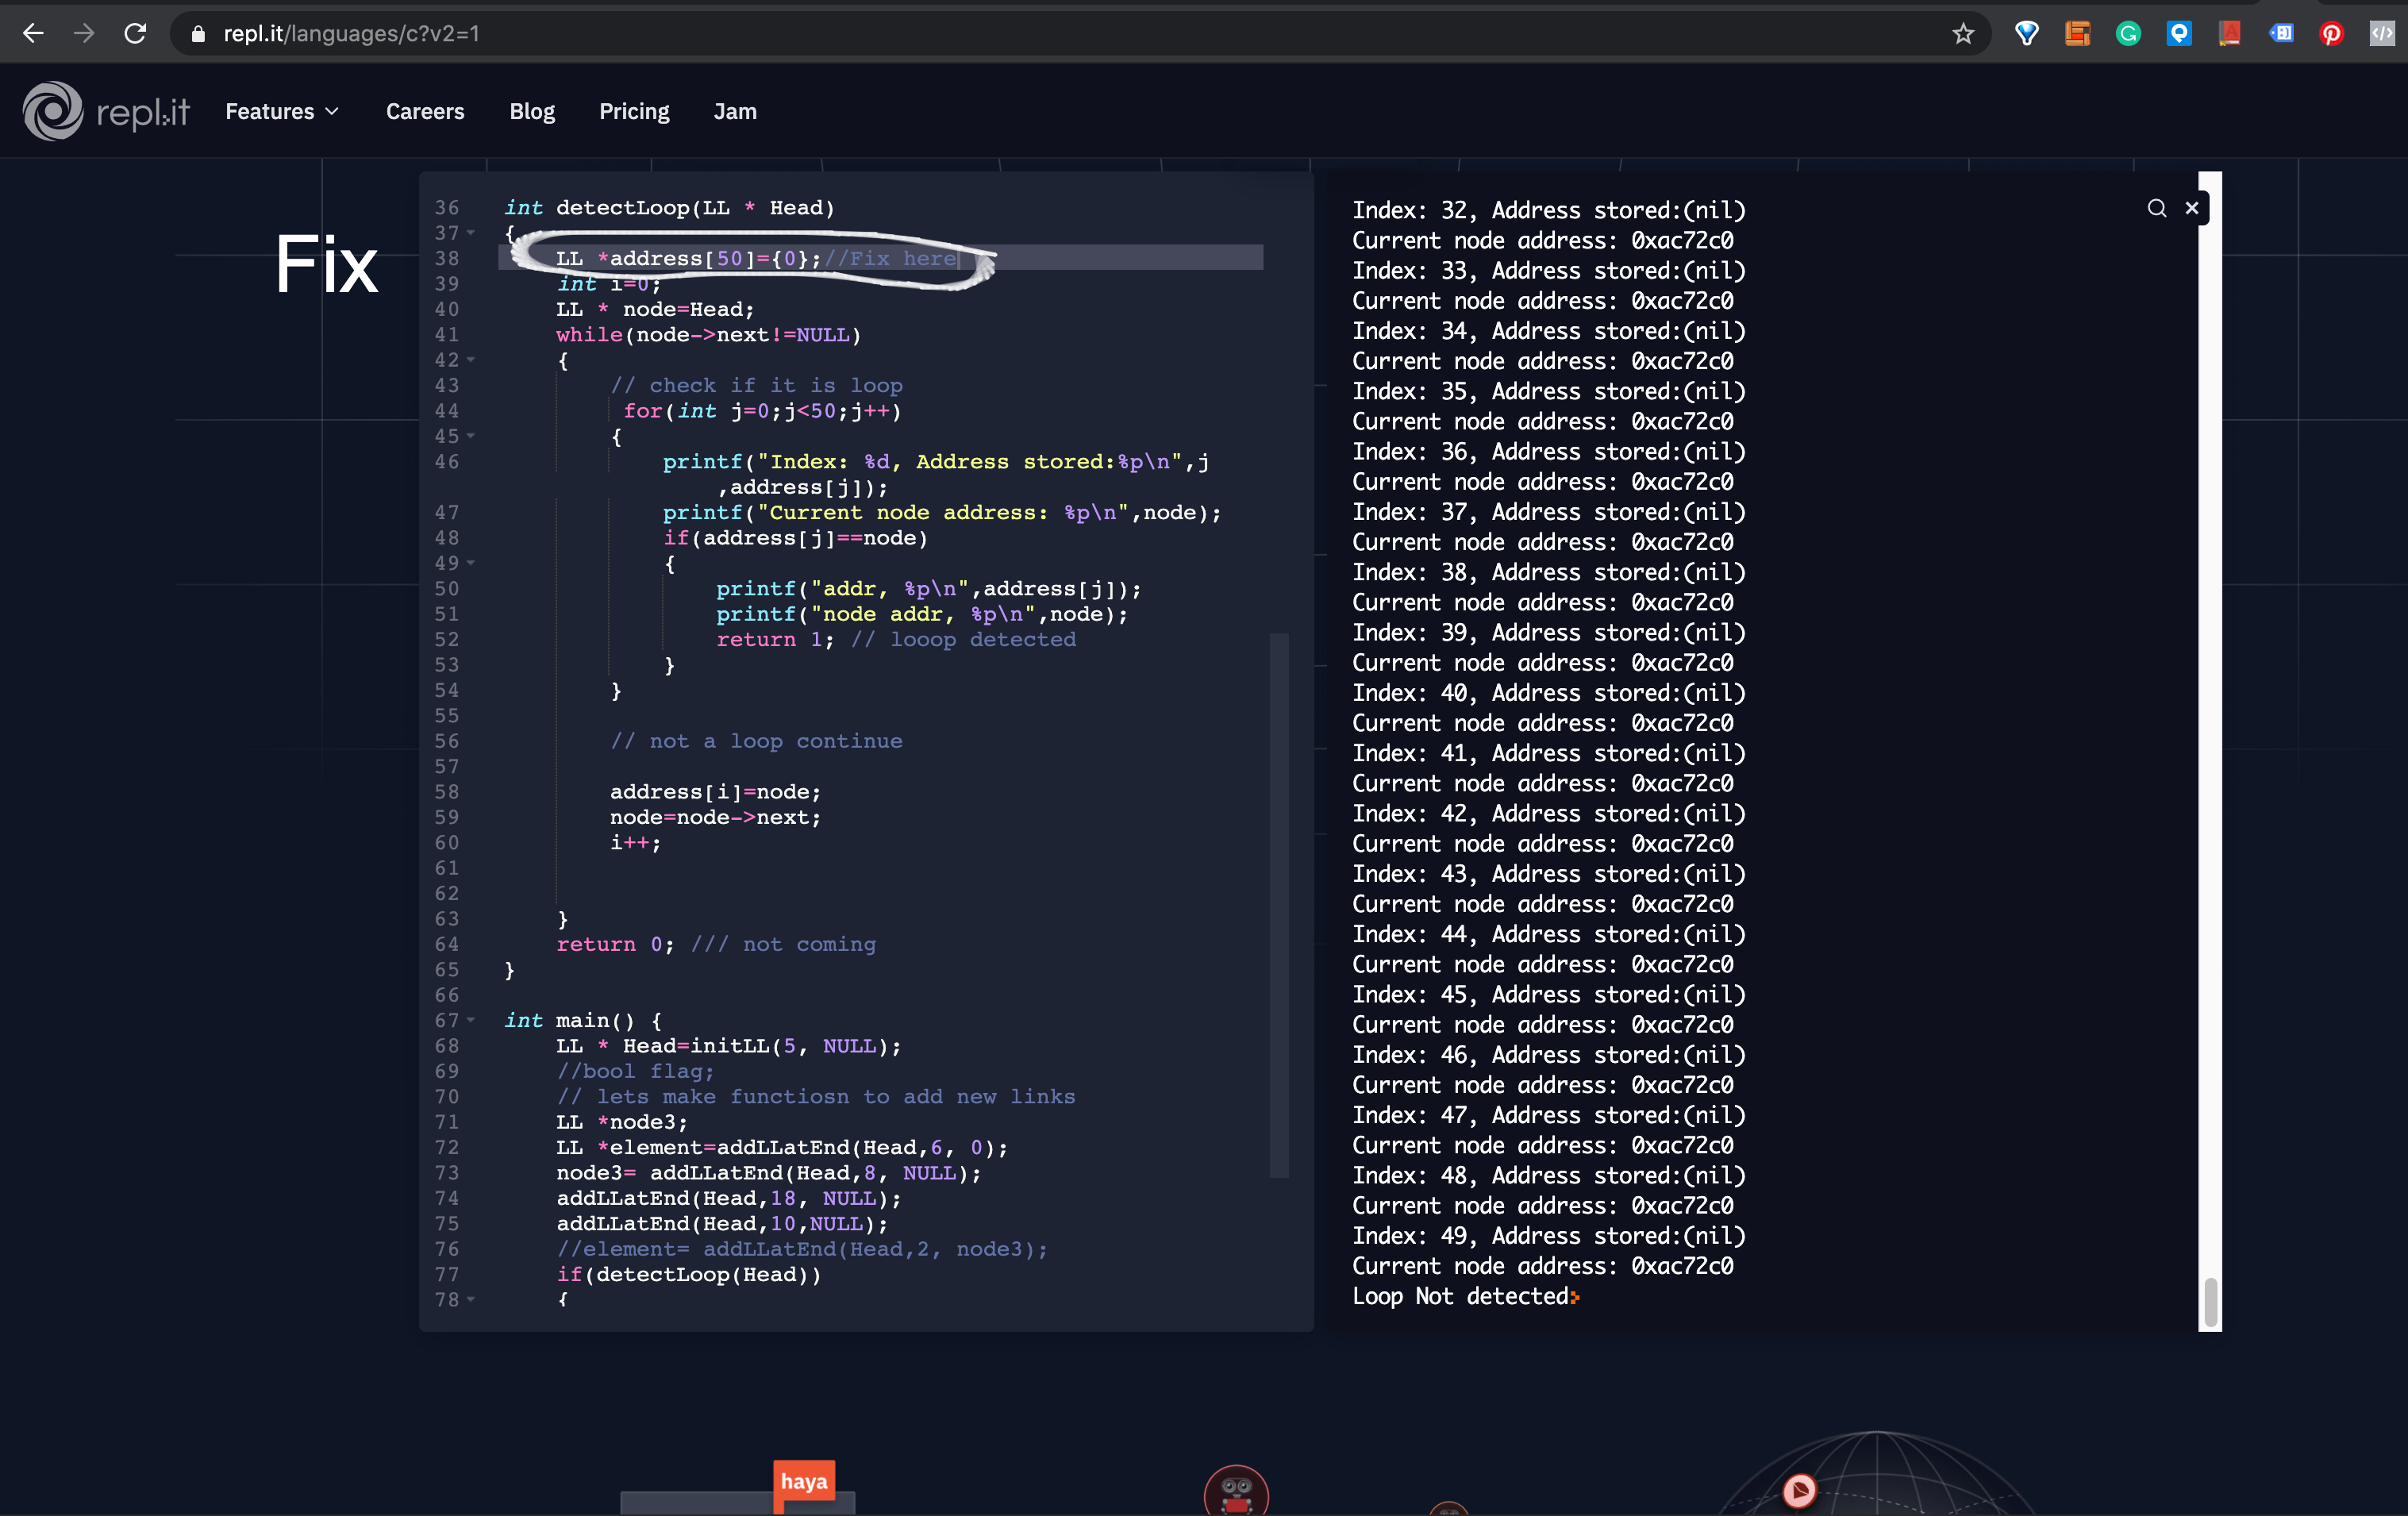 repl.it/languages/c?v2=1
repl.it Features Careers Blog Pricing Jam
Fix
36 int detectLoop(LL * Head)
37 {
38 LL *address[50]={0};//Fix here
39 int i=0;
40 LL * node=Head;
41 while(node->next!=NULL)
42 {
43 // check if it is loop
44 for(int j=0;j<50;j++)
45 {
46 printf("Index: %d, Address stored:%p\n",j
,address[j]);
47 printf("Current node address: %p\n",node);
48 if(address[j]==node)
49 {
50 printf("addr, %p\n",address[j]);
51 printf("node addr, %p\n",node);
52 return 1; // looop detected
53 }
54 }
55
56 // not a loop continue
57
58 address[i]=node;
59 node=node->next;
60 i++;
61
62
63 }
64 return 0; /// not coming
65 }
66
67 int main() {
68 LL * Head=initLL(5, NULL);
69 //bool flag;
70 // lets make functiosn to add new links
71 LL *node3;
72 LL *element=addLLatEnd(Head,6, 0);
73 node3= addLLatEnd(Head,8, NULL);
74 addLLatEnd(Head,18, NULL);
75 addLLatEnd(Head,10,NULL);
76 //element= addLLatEnd(Head,2, node3);
77 if(detectLoop(Head))
78 {
Index: 32, Address stored:(nil)
Current node address: 0xac72c0
Index: 33, Address stored:(nil)
Current node address: 0xac72c0
Index: 34, Address stored:(nil)
Current node address: 0xac72c0
Index: 35, Address stored:(nil)
Current node address: 0xac72c0
Index: 36, Address stored:(nil)
Current node address: 0xac72c0
Index: 37, Address stored:(nil)
Current node address: 0xac72c0
Index: 38, Address stored:(nil)
Current node address: 0xac72c0
Index: 39, Address stored:(nil)
Current node address: 0xac72c0
Index: 40, Address stored:(nil)
Current node address: 0xac72c0
Index: 41, Address stored:(nil)
Current node address: 0xac72c0
Index: 42, Address stored:(nil)
Current node address: 0xac72c0
Index: 43, Address stored:(nil)
Current node address: 0xac72c0
Index: 44, Address stored:(nil)
Current node address: 0xac72c0
Index: 45, Address stored:(nil)
Current node address: 0xac72c0
Index: 46, Address stored:(nil)
Current node address: 0xac72c0
Index: 47, Address stored:(nil)
Current node address: 0xac72c0
Index: 48, Address stored:(nil)
Current node address: 0xac72c0
Index: 49, Address stored:(nil)
Current node address: 0xac72c0
Loop Not detected
haya